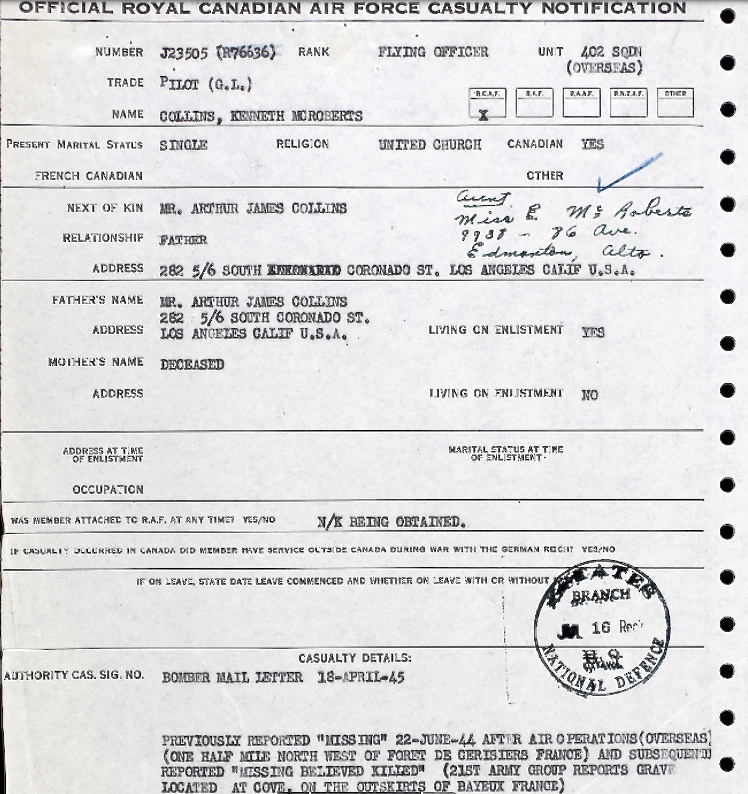 OFFICIAL ROYAL CANADIAN AIR FORCE CASUALTY NOTIFICATION
NUMBER J23505 (R76636) RANK FLYING OFFICER UNIT 402 SQDN
(OVERSEAS)
TRADE PILOT (G.L.)
R.C.A.F. R.A.F. R.A.A.F. R.N.Z.A.F. OTHER
NAME COLLINS, KENNETH MCROBERTS X
PRESENT MARITAL STATUS SINGLE RELIGION UNITED CHURCH CANADIAN YES
FRENCH CANADIAN OTHER
aunt
NEXT OF KIN MR. ARTHUR JAMES COLLINS Miss E. McRoberts
RELATIONSHIP FATHER 9938 - 86 Ave.
Edmonton, Alta.
ADDRESS 282 5/6 SOUTH CORONADO ST. LOS ANGELES CALIF U.S.A.
FATHER'S NAME MR. ARTHUR JAMES COLLINS
282 5/6 SOUTH CORONADO ST.
ADDRESS LOS ANGELES CALIF U.S.A. LIVING ON ENLISTMENT YES
MOTHER'S NAME DECEASED
ADDRESS LIVING ON ENLISTMENT NO
ADDRESS AT TIME OF ENLISTMENT MARITAL STATUS AT TIME OF ENLISTMENT
OCCUPATION
WAS MEMBER ATTACHED TO R.A.F. AT ANY TIME? YES/NO N/K BEING OBTAINED.
IF CASUALTY OCCURRED IN CANADA DID MEMBER HAVE SERVICE OUTSIDE CANADA DURING WAR WITH THE GERMAN REICH? YES/NO
IF ON LEAVE, STATE DATE LEAVE COMMENCED AND WHETHER ON LEAVE WITH OR WITHOUT
ESTATES
BRANCH
16 Rec'
NATIONAL DEFENCE
CASUALTY DETAILS:
AUTHORITY CAS. SIG. NO. BOMBER MAIL LETTER 18-APRIL-45
PREVIOUSLY REPORTED "MISSING" 22-JUNE-44 AFTER AIR OPERATIONS(OVERSEAS)
(ONE HALF MILE NORTH WEST OF FORET DE CERISIERS FRANCE) AND SUBSEQUENTL
REPORTED "MISSING BELIEVED KILLED" (21ST ARMY GROUP REPORTS GRAVE
LOCATED AT COVE, ON THE OUTSKIRTS OF BAYEUX FRANCE)